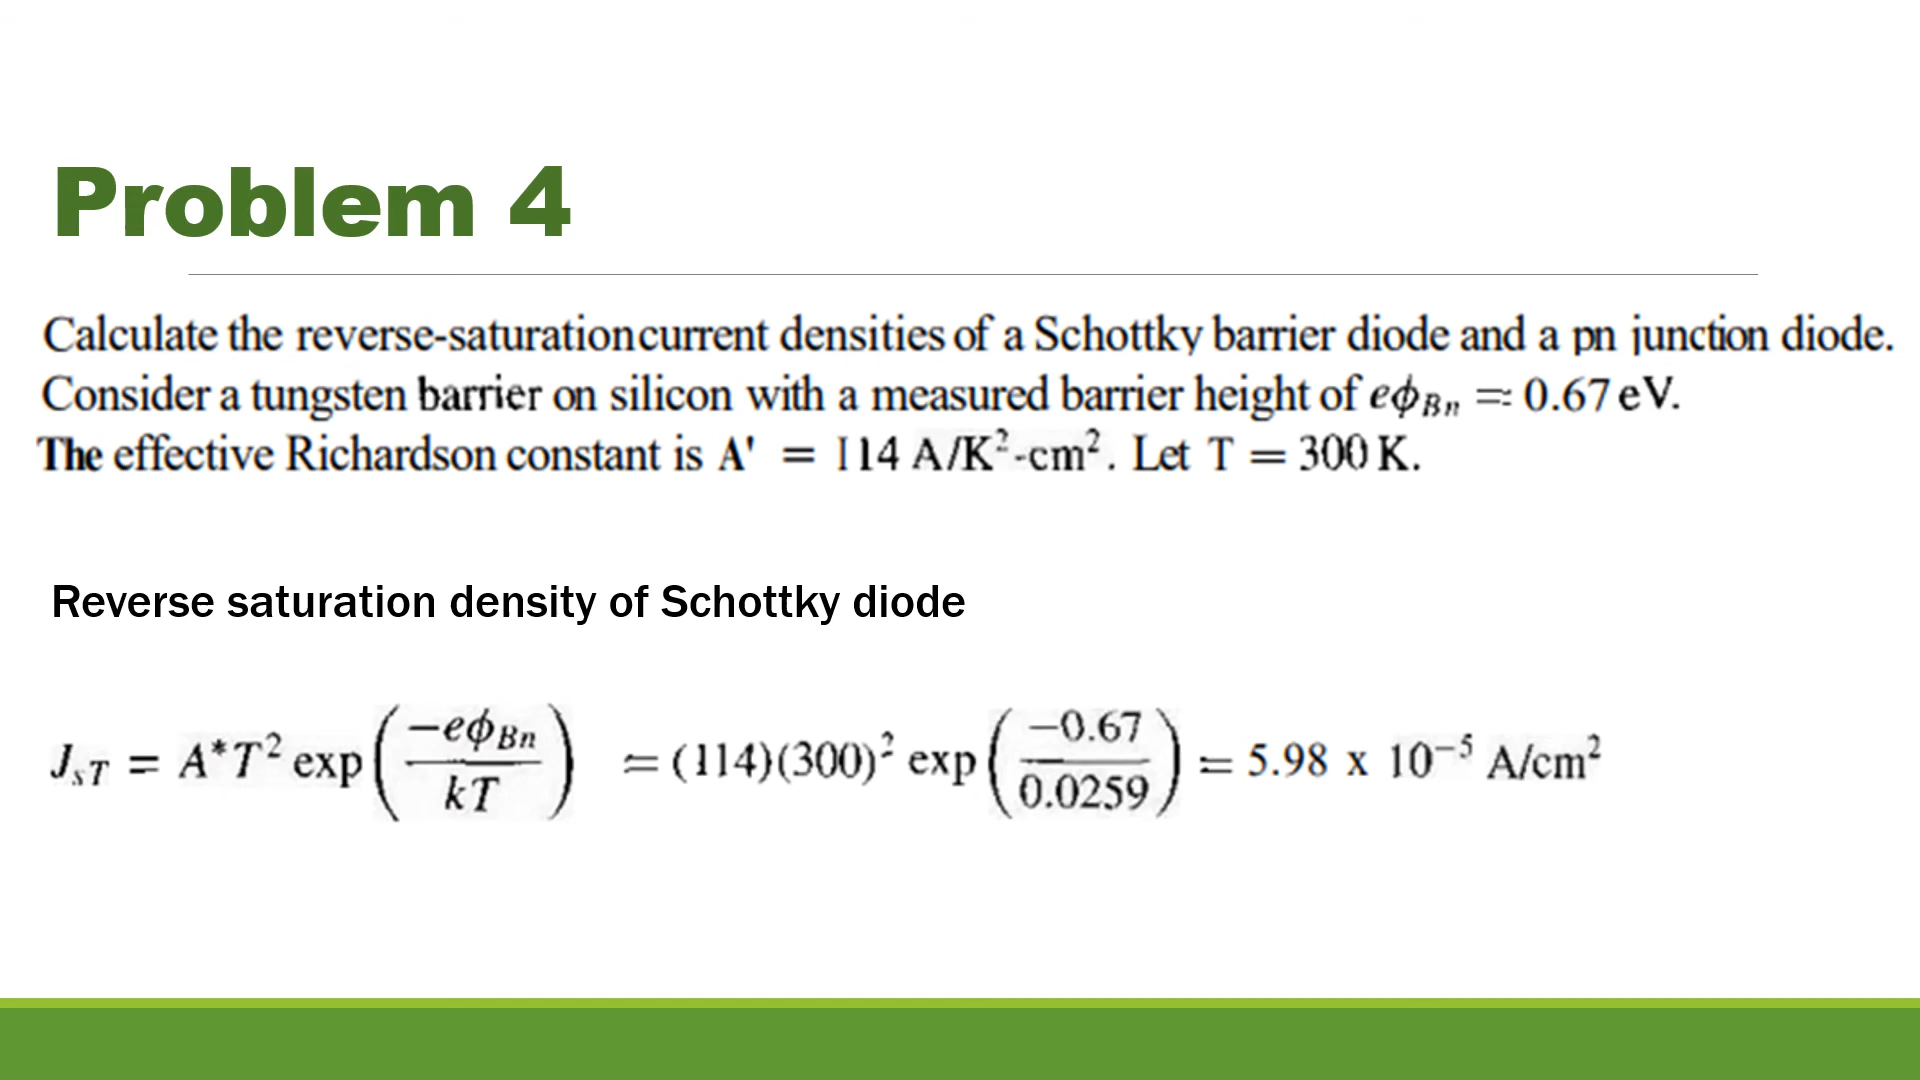 Problem 4
Calculate the reverse-saturation current densities of a Schottky barrier diode and a pn junction diode.
Consider a tungsten barrier on silicon with a measured barrier height of eϕ_Bn = 0.67 eV.
The effective Richardson constant is A' = 114 A/K²-cm². Let T = 300 K.
Reverse saturation density of Schottky diode
J_sT = A*T² exp(−eϕ_Bn / kT) = (114)(300)² exp(−0.67 / 0.0259) = 5.98 x 10⁻⁵ A/cm²